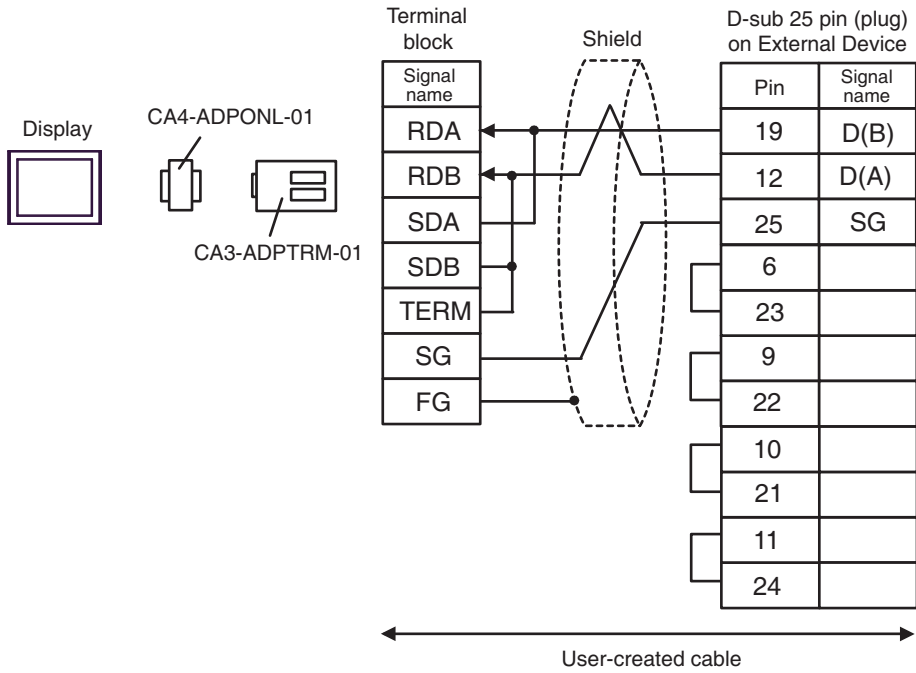 Display
CA4-ADPONL-01
CA3-ADPTRM-01
Terminal
block
Signal
name
RDA
RDB
SDA
SDB
TERM
SG
FG
Shield
D-sub 25 pin (plug)
on External Device
Pin
Signal
name
19 D(B)
12 D(A)
25 SG
6
23
9
22
10
21
11
24
User-created cable